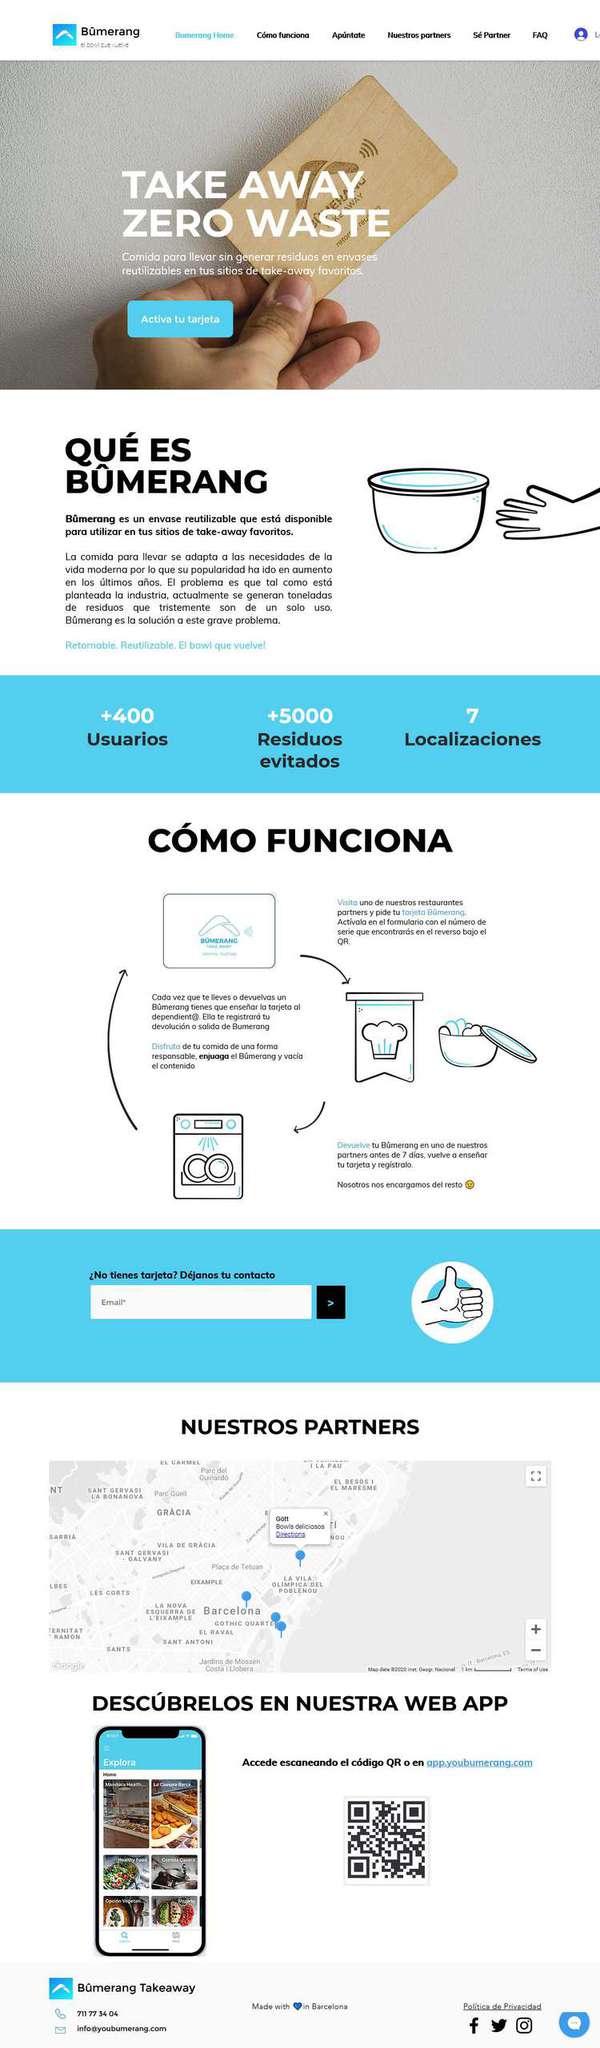 Bûmerang
el bowl que vuelve
Bumerang Home
Cómo funciona
Apúntate
Nuestros partners
Sé Partner
FAQ
TAKE AWAY
ZERO WASTE
Comida para llevar sin generar residuos en envases
reutilizables en tus sitios de take-away favoritos.
Activa tu tarjeta
QUÉ ES
BÛMERANG
Bûmerang es un envase reutilizable que está disponible
para utilizar en tus sitios de take-away favoritos.
La comida para llevar se adapta a las necesidades de la
vida moderna por lo que su popularidad ha ido en aumento
en los últimos años. El problema es que tal como está
planteada la industria, actualmente se generan toneladas
de residuos que tristemente son de un solo uso.
Bûmerang es la solución a este grave problema.
Retornable. Reutilizable. El bowl que vuelve!
+400
Usuarios
+5000
Residuos
evitados
7
Localizaciones
CÓMO FUNCIONA
BÛMERANG
TAKE AWAY
Visita uno de nuestros restaurantes
partners y pide tu tarjeta Bûmerang.
Actívala en el formulario con el número de
serie que encontrarás en el reverso bajo el
QR.
Cada vez que te lleves o devuelvas un
Bûmerang tienes que enseñar la tarjeta al
dependient@. Ella te registrará tu
devolución o salida de Bumerang
Disfruta de tu comida de una forma
responsable, enjuaga el Bûmerang y vacía
el contenido
Devuelve tu Bûmerang en uno de nuestros
partners antes de 7 días, vuelve a enseñar
tu tarjeta y regístralo.
Nosotros nos encargamos del resto 😉
¿No tienes tarjeta? Déjanos tu contacto
Email*
>
NUESTROS PARTNERS
EL CARMEL
Parc del
Guinardó
I LA PAU
SANT GERVASI
LA BONANOVA
Parc Güell
EL BESÒS I
EL MARESME
GRÀCIA
Gött
Bowls deliciosos
Directions
SARRIÀ
VILA DE GRÀCIA
SANT GERVASI
- GALVANY
Plaça de Tetuan
EIXAMPLE
LES CORTS
LA VILA
OLÍMPICA DEL
POBLENOU
LA NOVA
ESQUERRA DE
L'EIXAMPLE
Barcelona
GOTHIC QUARTER
EL RAVAL
SANT ANTONI
SANTS
Jardins de Mossèn
Costa i Llobera
Google
Map data ©2020 Inst. Geogr. Nacional
1 km
Terms of Use
DESCÚBRELOS EN NUESTRA WEB APP
Explora
Home
Healthy Food
Accede escaneando el código QR o en app.youbumerang.com
Bûmerang Takeaway
711 77 34 04
info@youbumerang.com
Made with 💙in Barcelona
Política de Privacidad